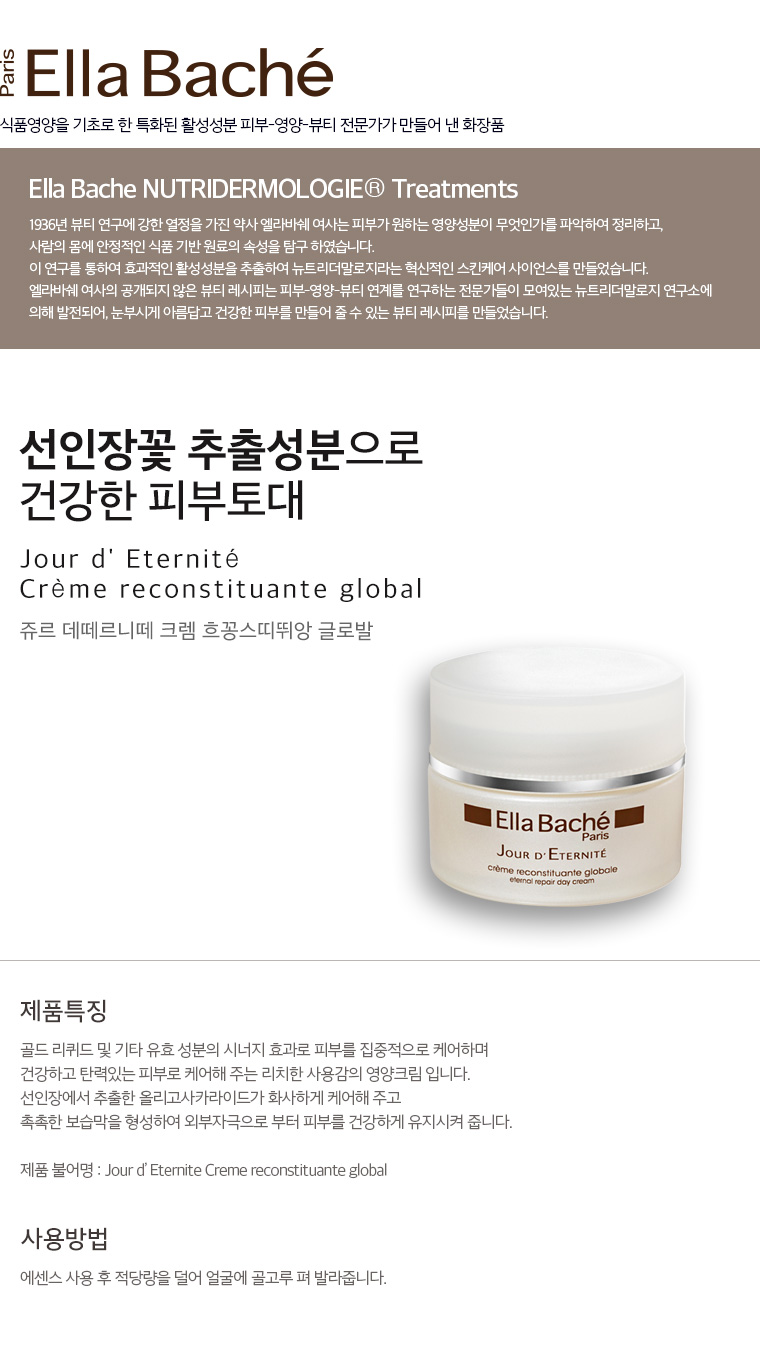 Paris
Ella Baché
식품영양을 기초로 한 특화된 활성성분 피부-영양-뷰티 전문가가 만들어 낸 화장품
Ella Bache NUTRIDERMOLOGIE® Treatments
1936년 뷰티 연구에 강한 열정을 가진 약사 엘라바쉐 여사는 피부가 원하는 영양성분이 무엇인가를 파악하여 정리하고,
사람의 몸에 안정적인 식품 기반 원료의 속성을 탐구 하였습니다.
이 연구를 통하여 효과적인 활성성분을 추출하여 뉴트리더말로지라는 혁신적인 스킨케어 사이언스를 만들었습니다.
엘라바쉐 여사의 공개되지 않은 뷰티 레시피는 피부-영양-뷰티 연계를 연구하는 전문가들이 모여있는 뉴트리더말로지 연구소에
의해 발전되어, 눈부시게 아름답고 건강한 피부를 만들어 줄 수 있는 뷰티 레시피를 만들었습니다.
선인장꽃 추출성분으로
건강한 피부토대
Jour d' Eternité
Crème reconstituante global
쥬르 데떼르니떼 크렘 흐꽁스띠뛰앙 글로발
Ella Baché
Paris
JOUR D'ETERNITÉ
crème reconstituante globale
eternal repair day cream
제품특징
골드 리퀴드 및 기타 유효 성분의 시너지 효과로 피부를 집중적으로 케어하며
건강하고 탄력있는 피부로 케어해 주는 리치한 사용감의 영양크림 입니다.
선인장에서 추출한 올리고사카라이드가 화사하게 케어해 주고
촉촉한 보습막을 형성하여 외부자극으로 부터 피부를 건강하게 유지시켜 줍니다.
제품 불어명 : Jour d' Eternite Creme reconstituante global
사용방법
에센스 사용 후 적당량을 덜어 얼굴에 골고루 펴 발라줍니다.